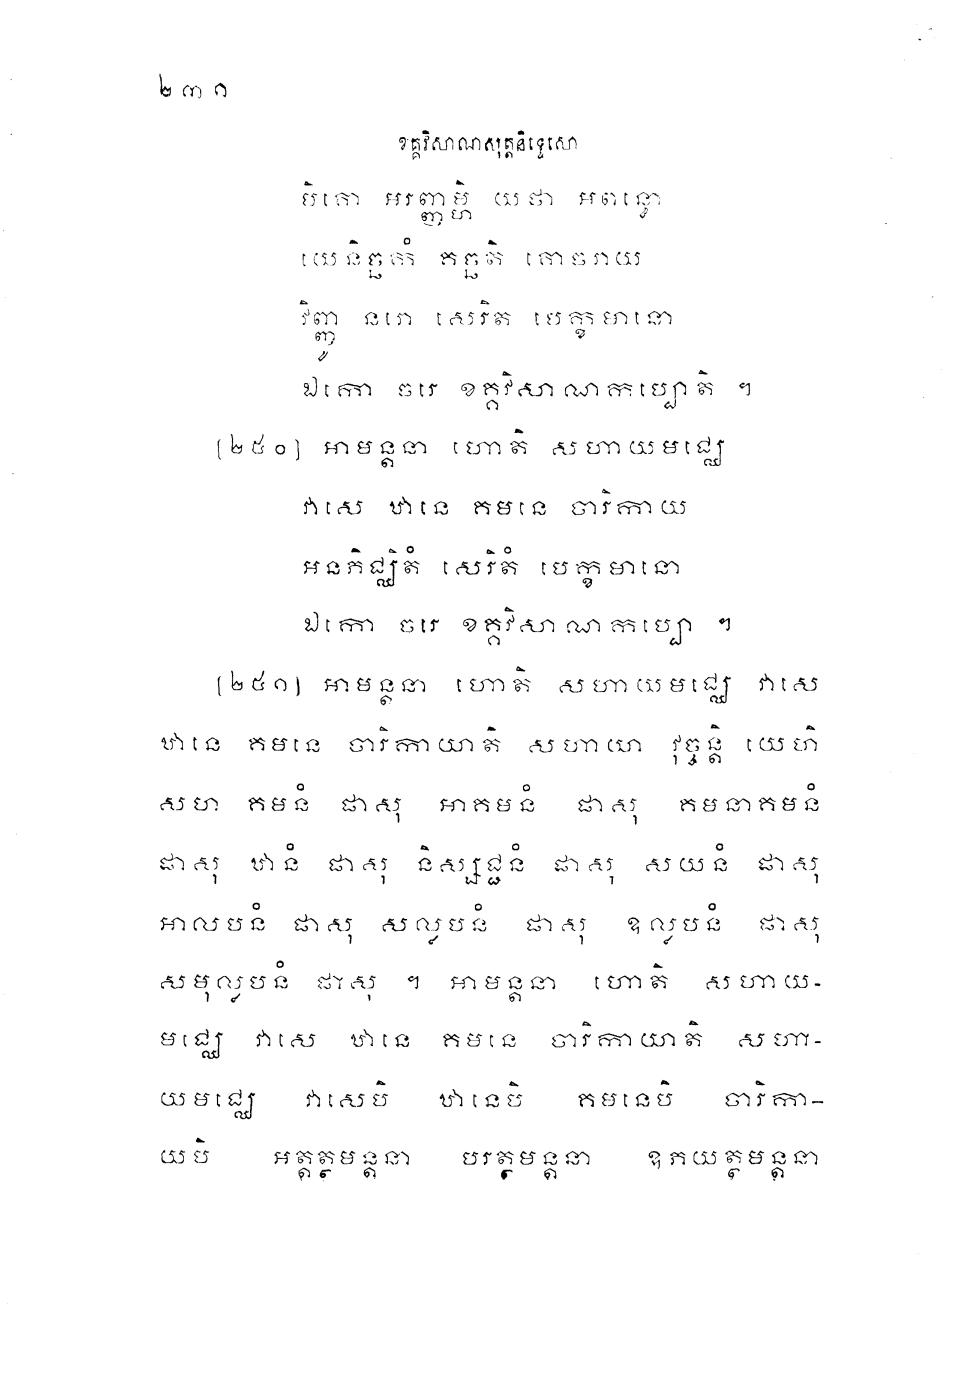 ២៣១
ខគ្គវិសាណសុត្តនិទ្ទេសោ
មិគោ អរញ្ញម្ហិ យថា អពន្ធោ
យេនិច្ឆកំ គច្ឆតិ គោចរាយ
វិញ្ញូ នរោ សេរិត បេក្ខមានោ
ឯកោ ចរេ ខគ្គវិសាណកប្បោតិ ។
(២៥០) អាមន្តនា ហោតិ សហាយមជ្ឈេ
វាសេ ឋានេ គមនេ ចារិកាយ
អនភិជ្ឈិតំ សេរិតំ បេក្ខមានោ
ឯកោ ចរេ ខគ្គវិសាណកប្បោ ។
(២៥១) អាមន្តនា ហោតិ សហាយមជ្ឈេ វាសេ
ឋានេ គមនេ ចារិកាយាតិ សហាយា វុច្ចន្តិ យេហិ
សហ គមនំ ផាសុ អាគមនំ ផាសុ គមនាគមនំ
ផាសុ ឋានំ ផាសុ និស្សជ្ជនំ ផាសុ សយនំ ផាសុ
អាលបនំ ផាសុ សល្លបនំ ផាសុ ឧល្លបនំ ផាសុ
សមុល្លបនំ ផាសុ ។ អាមន្តនា ហោតិ សហាយ-
មជ្ឈេ វាសេ ឋានេ គមនេ ចារិកាយាតិ សហា-
យមជ្ឈេ វាសេបិ ឋានេបិ គមនេបិ ចារិកា-
យបិ អត្តត្ថមន្តនា បរត្ថមន្តនា ឧភយត្ថមន្តនា